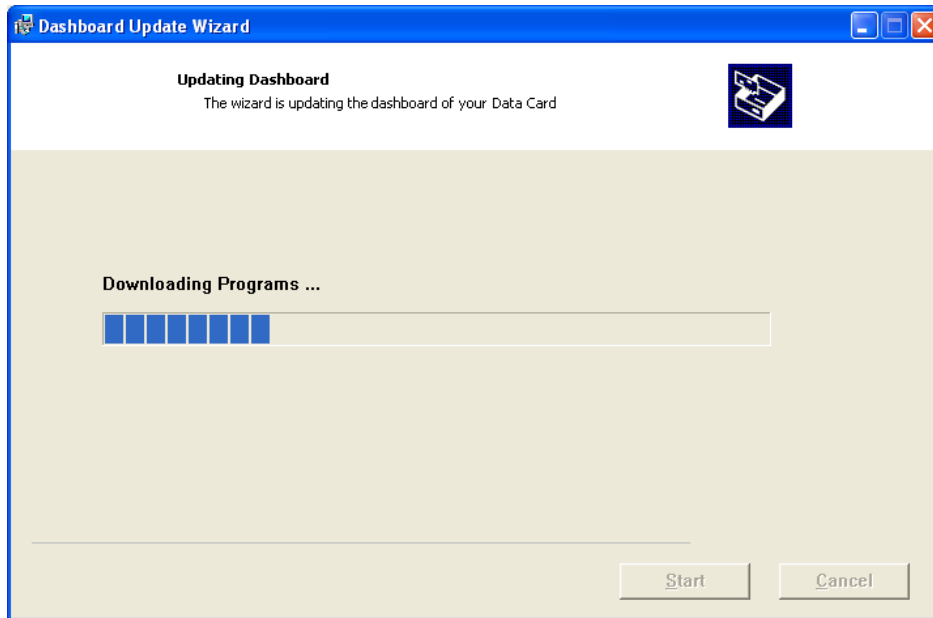 Dashboard Update Wizard
Updating Dashboard
The wizard is updating the dashboard of your Data Card
Downloading Programs ...
Start Cancel